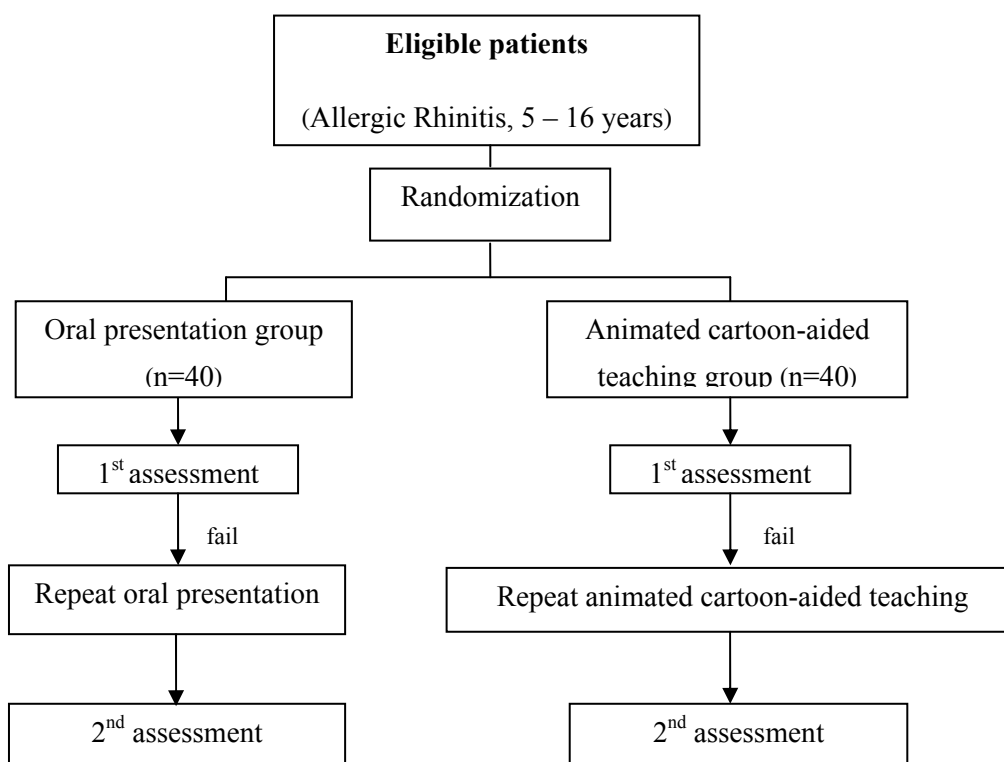 Eligible patients
(Allergic Rhinitis, 5 – 16 years)
Randomization
Oral presentation group
(n=40)
Animated cartoon-aided
teaching group (n=40)
1st assessment
1st assessment
fail
fail
Repeat oral presentation
Repeat animated cartoon-aided teaching
2nd assessment
2nd assessment